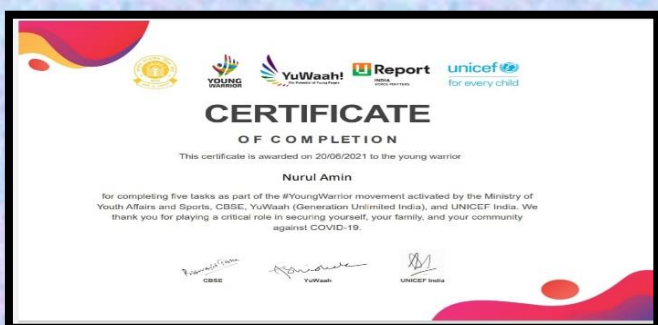 YOUNG
WARRIOR
YuWaah!
U Report
INDIA
VOICE MATTERS
unicef
for every child
CERTIFICATE
OF COMPLETION
This certificate is awarded on 20/06/2021 to the young warrior
Nurul Amin
for completing five tasks as part of the #YoungWarrior movement activated by the Ministry of
Youth Affairs and Sports, CBSE, YuWaah (Generation Unlimited India), and UNICEF India. We
thank you for playing a critical role in securing yourself, your family, and your community
against COVID-19.
CBSE
YuWaah
UNICEF India